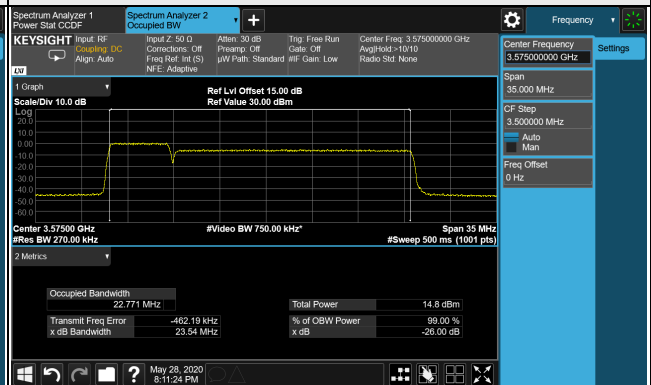 Spectrum Analyzer 1
Power Stat CCDF
Spectrum Analyzer 2
Occupied BW
Frequency
KEYSIGHT
Input: RF
Coupling: DC
Align: Auto
Input Z: 50 Ω
Corrections: Off
Freq Ref: Int (S)
NFE: Adaptive
Atten: 30 dB
Preamp: Off
µW Path: Standard
Trig: Free Run
Gate: Off
#IF Gain: Low
Center Freq: 3.575000000 GHz
Avg|Hold:>10/10
Radio Std: None
LXI
Center Frequency
3.575000000 GHz
Settings
Span
35.000 MHz
CF Step
3.500000 MHz
Auto
Man
Freq Offset
0 Hz
1 Graph
Scale/Div 10.0 dB
Ref Lvl Offset 15.00 dB
Ref Value 30.00 dBm
Log
20.0
10.0
0.00
-10.0
-20.0
-30.0
-40.0
-50.0
-60.0
Center 3.57500 GHz
#Res BW 270.00 kHz
#Video BW 750.00 kHz*
Span 35 MHz
#Sweep 500 ms (1001 pts)
2 Metrics
Occupied Bandwidth
22.771 MHz
Total Power
14.8 dBm
Transmit Freq Error
-462.19 kHz
% of OBW Power
99.00 %
x dB Bandwidth
23.54 MHz
x dB
-26.00 dB
May 28, 2020
8:11:24 PM